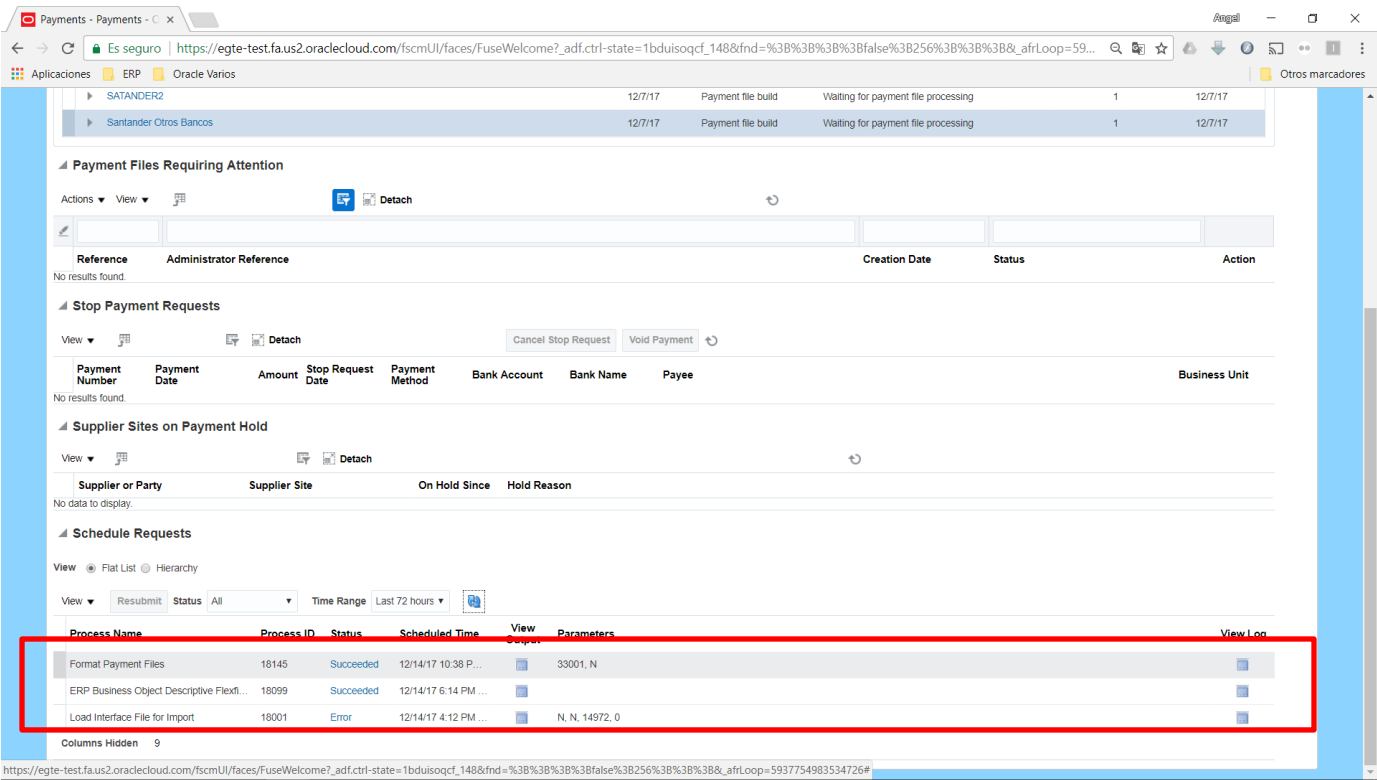 Payments - Payments - O
Angel
Es seguro | https://egte-test.fa.us2.oraclecloud.com/fscmUI/faces/FuseWelcome?_adf.ctrl-state=1bduisoqcf_148&fnd=%3B%3B%3B%3Bfalse%3B256%3B%3B%3B&_afrLoop=59...
Aplicaciones ERP Oracle Varios Otros marcadores
SATANDER2 12/7/17 Payment file build Waiting for payment file processing 1 12/7/17
Santander Otros Bancos 12/7/17 Payment file build Waiting for payment file processing 1 12/7/17
Payment Files Requiring Attention
Actions View Detach
Reference Administrator Reference Creation Date Status Action
No results found.
Stop Payment Requests
View Detach Cancel Stop Request Void Payment
Payment Number Payment Date Amount Stop Request Date Payment Method Bank Account Bank Name Payee Business Unit
No results found.
Supplier Sites on Payment Hold
View Detach
Supplier or Party Supplier Site On Hold Since Hold Reason
No data to display.
Schedule Requests
View Flat List Hierarchy
View Resubmit Status All Time Range Last 72 hours
Process Name Process ID Status Scheduled Time View Output Parameters View Log
Format Payment Files 18145 Succeeded 12/14/17 10:38 P... 33001, N
ERP Business Object Descriptive Flexfi... 18099 Succeeded 12/14/17 6:14 PM ...
Load Interface File for Import 18001 Error 12/14/17 4:12 PM ... N, N, 14972, 0
Columns Hidden 9
https://egte-test.fa.us2.oraclecloud.com/fscmUI/faces/FuseWelcome?_adf.ctrl-state=1bduisoqcf_148&fnd=%3B%3B%3B%3Bfalse%3B256%3B%3B%3B&_afrLoop=5937754983534726#